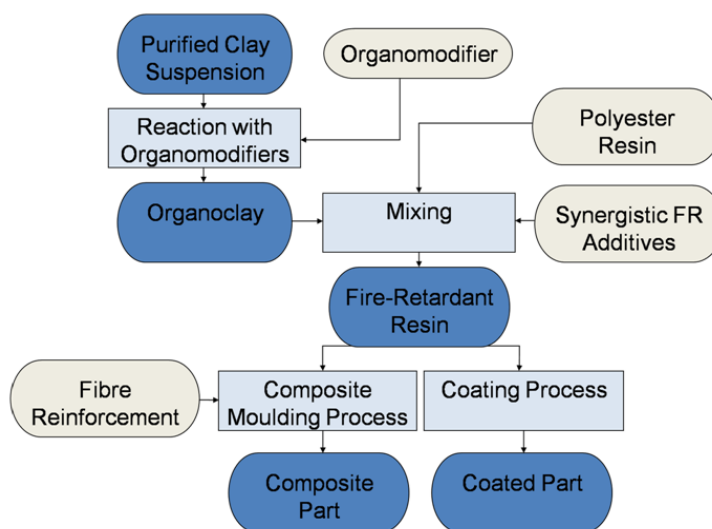 Purified Clay
Suspension
Organomodifier
Reaction with
Organomodifiers
Polyester
Resin
Organoclay
Mixing
Synergistic FR
Additives
Fire-Retardant
Resin
Fibre
Reinforcement
Composite
Moulding Process
Coating Process
Composite
Part
Coated Part